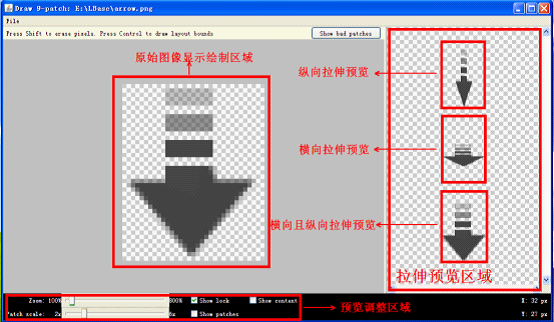 Draw 9-patch: E:\LBase\arrow.png
File
Press Shift to erase pixels. Press Control to draw layout bounds
Show bad patches
原始图像显示绘制区域
纵向拉伸预览
横向拉伸预览
横向且纵向拉伸预览
拉伸预览区域
Zoom: 100% 800% Show lock Show content
X: 32 px
预览调整区域
Patch scale: 2x 6x Show patches
Y: 27 px